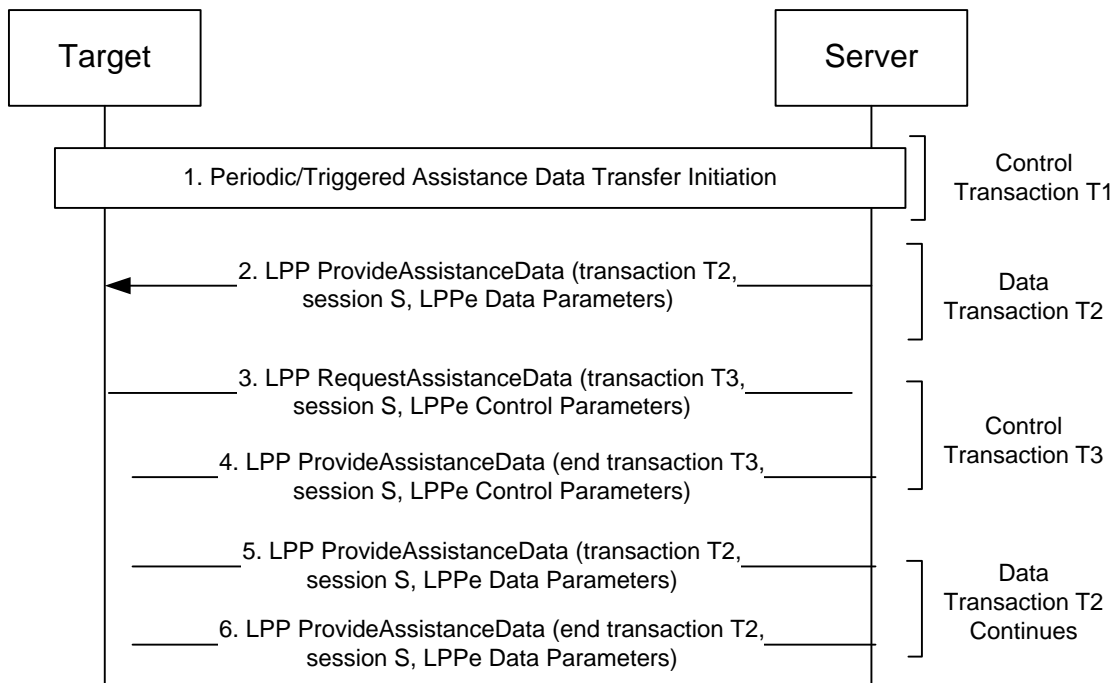 Target
Server
1. Periodic/Triggered Assistance Data Transfer Initiation
Control
Transaction T1
2. LPP ProvideAssistanceData (transaction T2,
session S, LPPe Data Parameters)
Data
Transaction T2
3. LPP RequestAssistanceData (transaction T3,
session S, LPPe Control Parameters)
4. LPP ProvideAssistanceData (end transaction T3,
session S, LPPe Control Parameters)
Control
Transaction T3
5. LPP ProvideAssistanceData (transaction T2,
session S, LPPe Data Parameters)
6. LPP ProvideAssistanceData (end transaction T2,
session S, LPPe Data Parameters)
Data
Transaction T2
Continues